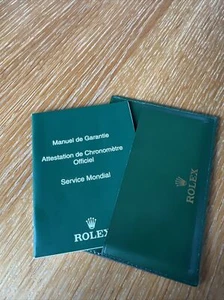 Manuel de Garantie
Attestation de Chronomètre
Officiel
Service Mondial
ROLEX
ROLEX